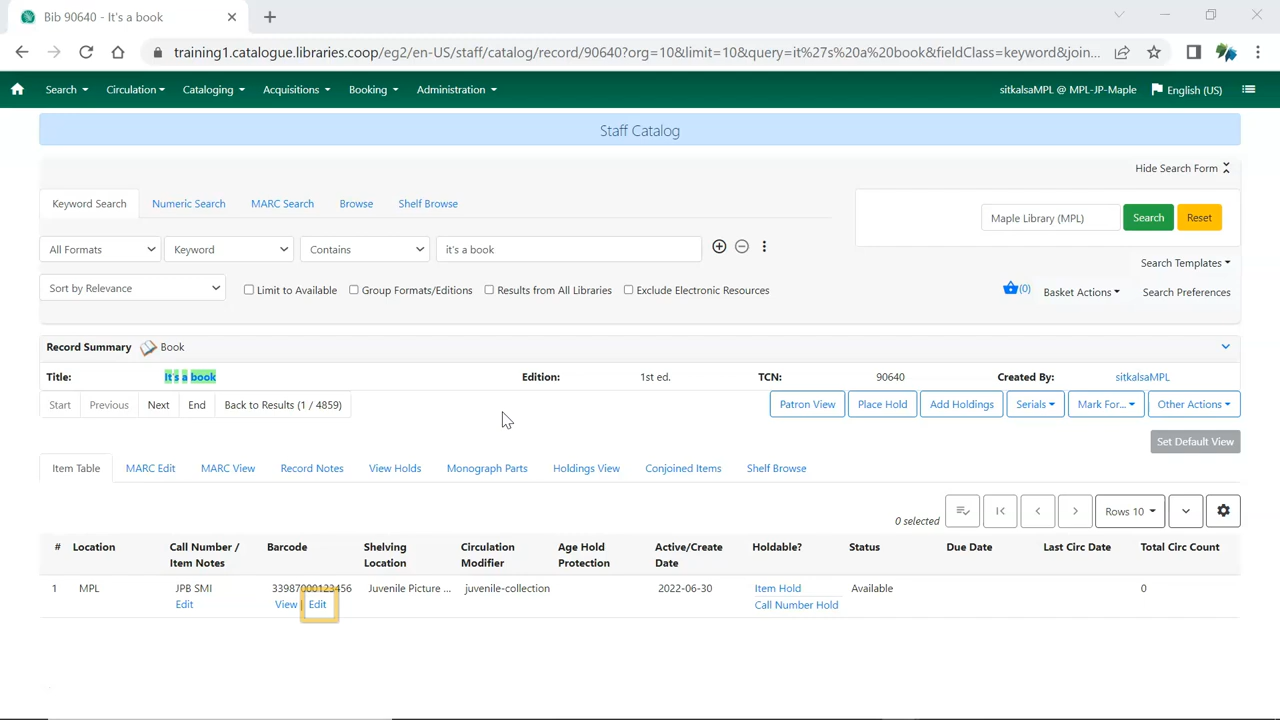 Bib 90640 - It's a book
training1.catalogue.libraries.coop/eg2/en-US/staff/catalog/record/90640?org=10&limit=10&query=it%27s%20a%20book&fieldClass=keyword&join...
Search Circulation Cataloging Acquisitions Booking Administration sitkalsaMPL @ MPL-JP-Maple English (US)
Staff Catalog
Hide Search Form
Keyword Search Numeric Search MARC Search Browse Shelf Browse
Maple Library (MPL) Search Reset
All Formats Keyword Contains it's a book
Search Templates
Sort by Relevance Limit to Available Group Formats/Editions Results from All Libraries Exclude Electronic Resources (0) Basket Actions Search Preferences
Record Summary Book
Title: It's a book Edition: 1st ed. TCN: 90640 Created By: sitkalsaMPL
Start Previous Next End Back to Results (1 / 4859) Patron View Place Hold Add Holdings Serials Mark For... Other Actions
Set Default View
Item Table MARC Edit MARC View Record Notes View Holds Monograph Parts Holdings View Conjoined Items Shelf Browse
0 selected Rows 10
# Location Call Number / Item Notes Barcode Shelving Location Circulation Modifier Age Hold Protection Active/Create Date Holdable? Status Due Date Last Circ Date Total Circ Count
1 MPL JPB SMI 33987000123456 Juvenile Picture ... juvenile-collection 2022-06-30 Item Hold Available 0
Edit View | Edit Call Number Hold